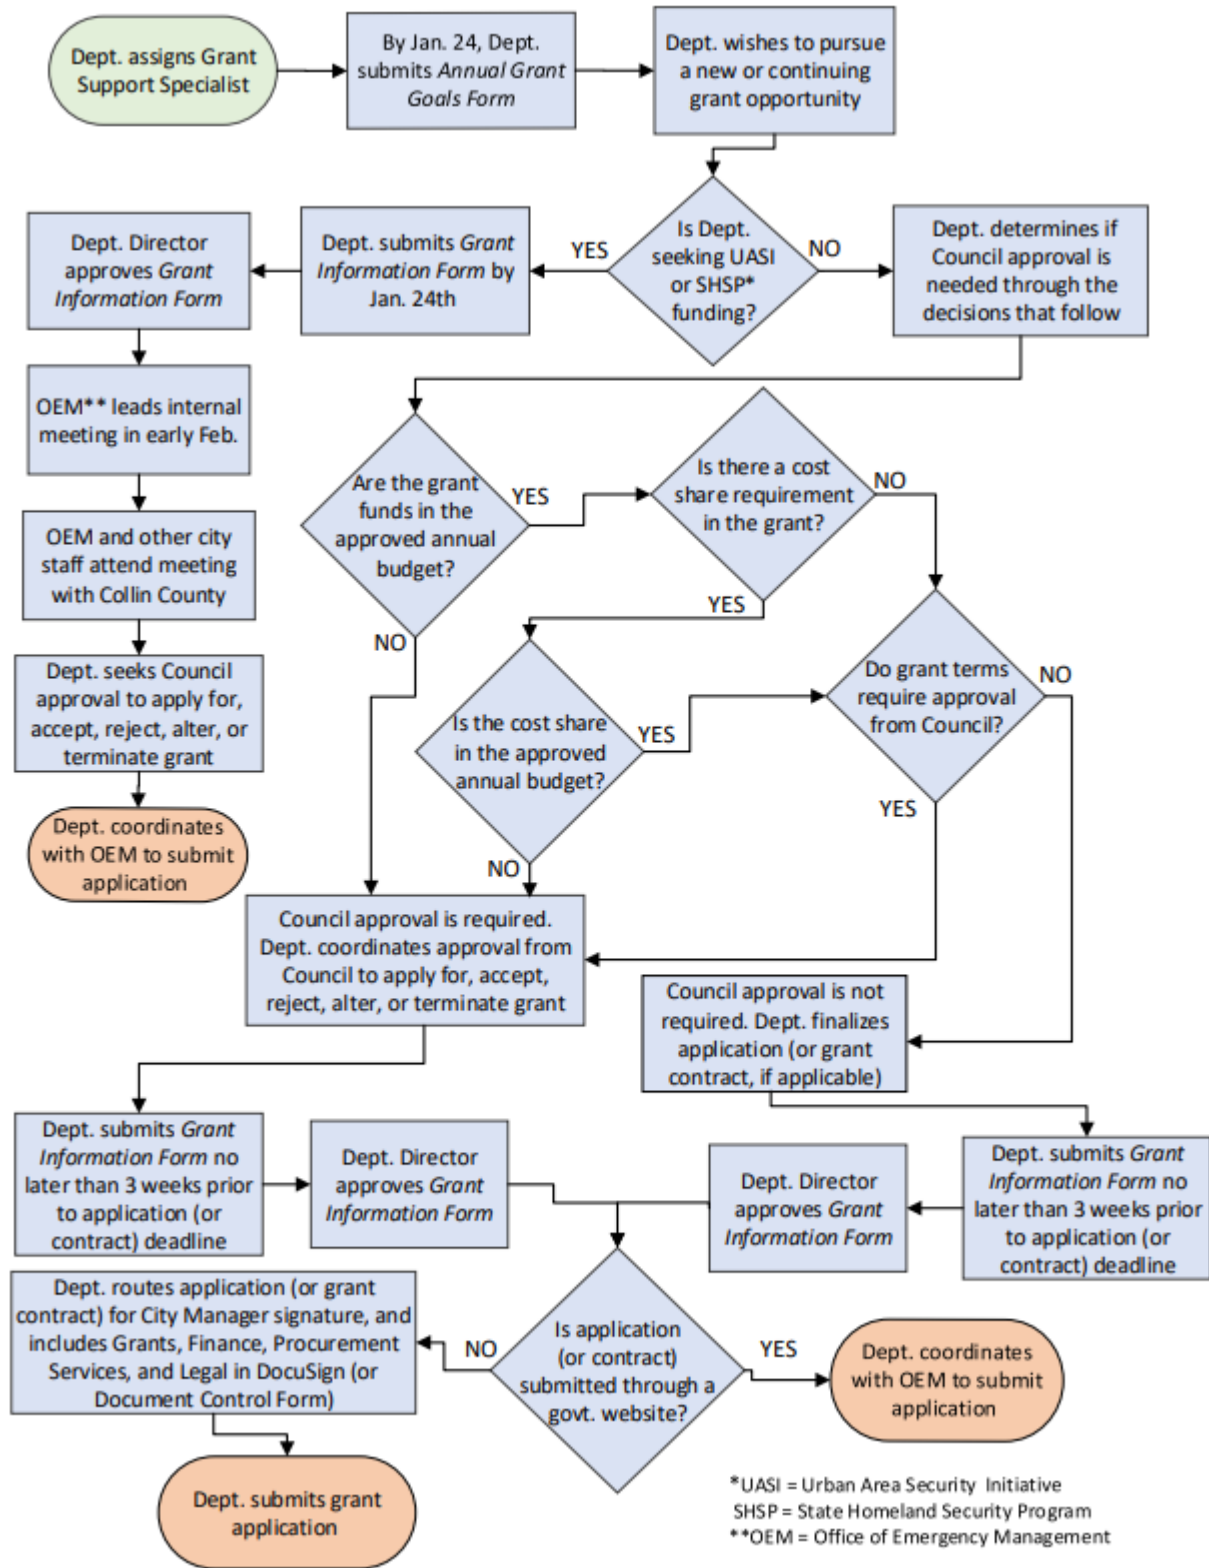 Dept. assigns Grant
Support Specialist
By Jan. 24, Dept.
submits Annual Grant
Goals Form
Dept. wishes to pursue
a new or continuing
grant opportunity
Is Dept.
seeking UASI
or SHSP*
funding?
YES
NO
Dept. submits Grant
Information Form by
Jan. 24th
Dept. Director
approves Grant
Information Form
Dept. determines if
Council approval is
needed through the
decisions that follow
OEM** leads internal
meeting in early Feb.
OEM and other city
staff attend meeting
with Collin County
Dept. seeks Council
approval to apply for,
accept, reject, alter, or
terminate grant
Dept. coordinates
with OEM to submit
application
Are the grant
funds in the
approved annual
budget?
YES
NO
Is there a cost
share requirement
in the grant?
NO
YES
Is the cost share
in the approved
annual budget?
YES
NO
Do grant terms
require approval
from Council?
NO
YES
Council approval is required.
Dept. coordinates approval from
Council to apply for, accept,
reject, alter, or terminate grant
Council approval is not
required. Dept. finalizes
application (or grant
contract, if applicable)
Dept. submits Grant
Information Form no
later than 3 weeks prior
to application (or
contract) deadline
Dept. Director
approves Grant
Information Form
Dept. Director
approves Grant
Information Form
Dept. submits Grant
Information Form no
later than 3 weeks prior
to application (or
contract) deadline
Is application
(or contract)
submitted through a
govt. website?
NO
YES
Dept. routes application (or grant
contract) for City Manager signature, and
includes Grants, Finance, Procurement
Services, and Legal in DocuSign (or
Document Control Form)
Dept. submits grant
application
Dept. coordinates
with OEM to submit
application
*UASI = Urban Area Security Initiative
SHSP = State Homeland Security Program
**OEM = Office of Emergency Management